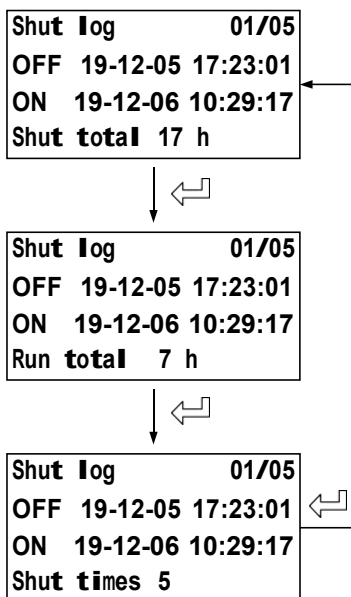 Shut log 01/05
OFF 19-12-05 17:23:01
ON 19-12-06 10:29:17
Shut total 17 h
Shut log 01/05
OFF 19-12-05 17:23:01
ON 19-12-06 10:29:17
Run total 7 h
Shut log 01/05
OFF 19-12-05 17:23:01
ON 19-12-06 10:29:17
Shut times 5